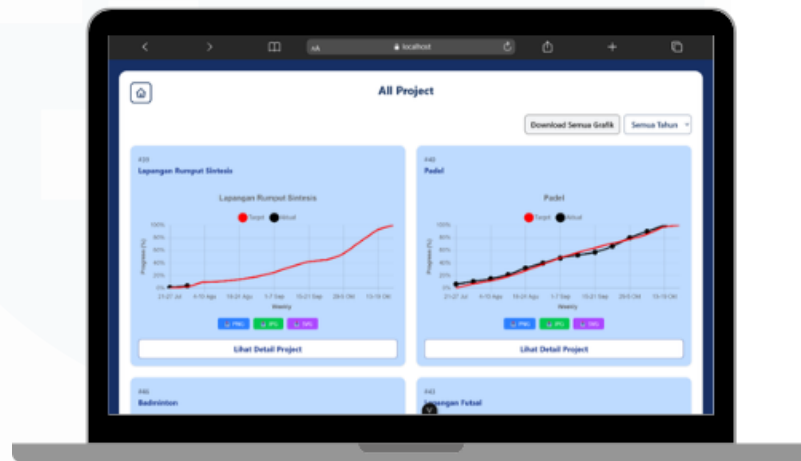 AA
localhost
All Project
Download Semua Grafik
Semua Tahun
#39
Lapangan Rumput Sintesis
Lapangan Rumput Sintesis
Target
Aktual
100%
80%
60%
40%
20%
0%
Progress (%)
21-27 Jul
4-10 Agu
18-24 Agu
1-7 Sep
15-21 Sep
29-5 Okt
13-19 Okt
Weekly
PNG
JPG
SVG
Lihat Detail Project
#40
Padel
Padel
Target
Aktual
100%
80%
60%
40%
20%
0%
Progress (%)
21-27 Jul
4-10 Agu
18-24 Agu
1-7 Sep
15-21 Sep
29-5 Okt
13-19 Okt
Weekly
PNG
JPG
SVG
Lihat Detail Project
Badminton
Lapangan Futsal